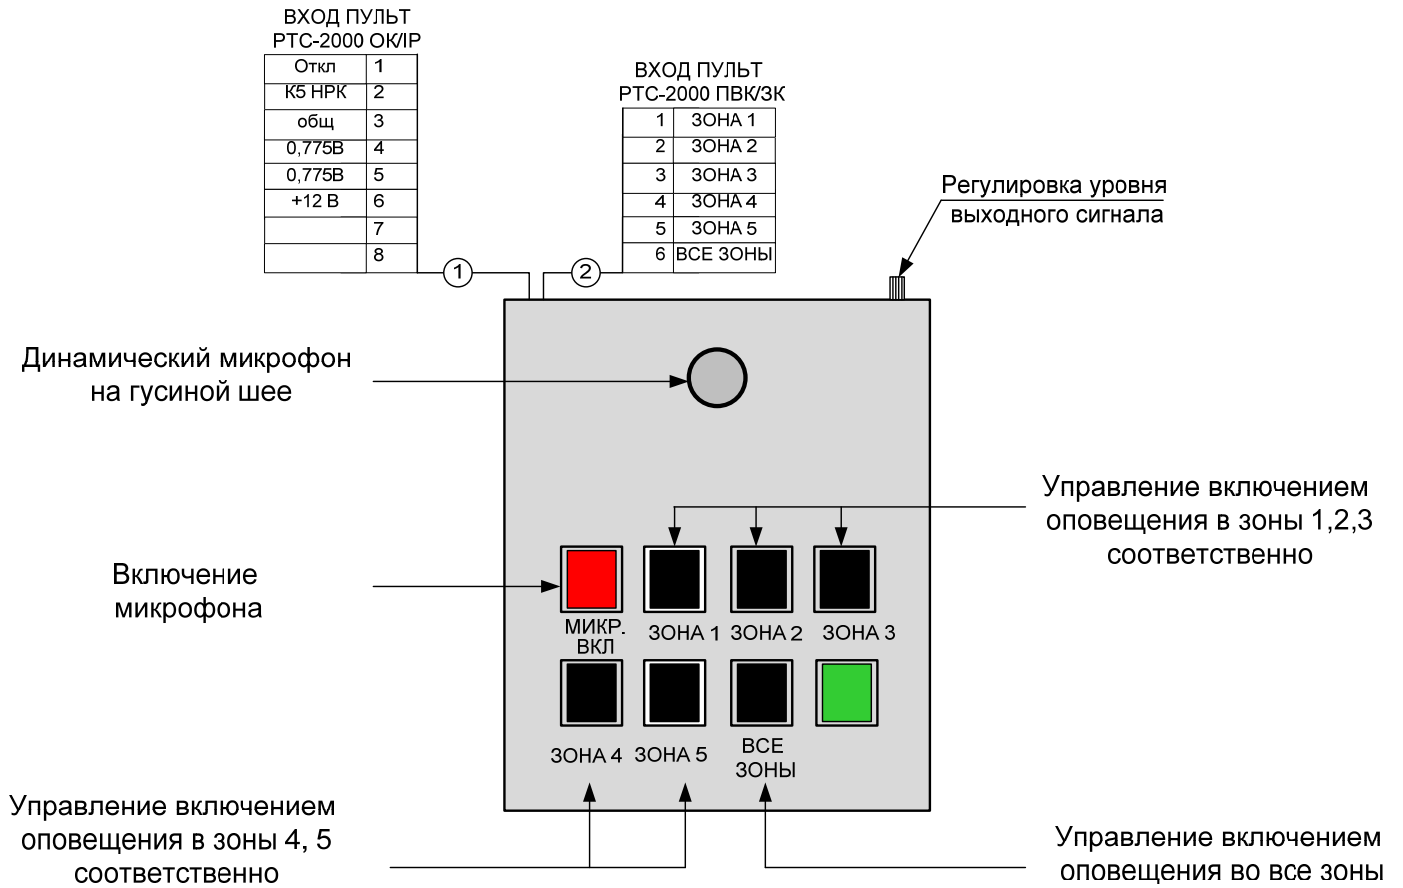 ВХОД ПУЛЬТ
РТС-2000 ОК/IP
Откл 1
К5 НРК 2
общ 3
0,775В 4
0,775В 5
+12 В 6
7
8
ВХОД ПУЛЬТ
РТС-2000 ПВК/ЗК
1 ЗОНА 1
2 ЗОНА 2
3 ЗОНА 3
4 ЗОНА 4
5 ЗОНА 5
6 ВСЕ ЗОНЫ
1
2
Регулировка уровня
выходного сигнала
Динамический микрофон
на гусиной шее
Управление включением
оповещения в зоны 1,2,3
соответственно
Включение
микрофона
МИКР.
ВКЛ
ЗОНА 1
ЗОНА 2
ЗОНА 3
ЗОНА 4
ЗОНА 5
ВСЕ
ЗОНЫ
Управление включением
оповещения в зоны 4, 5
соответственно
Управление включением
оповещения во все зоны